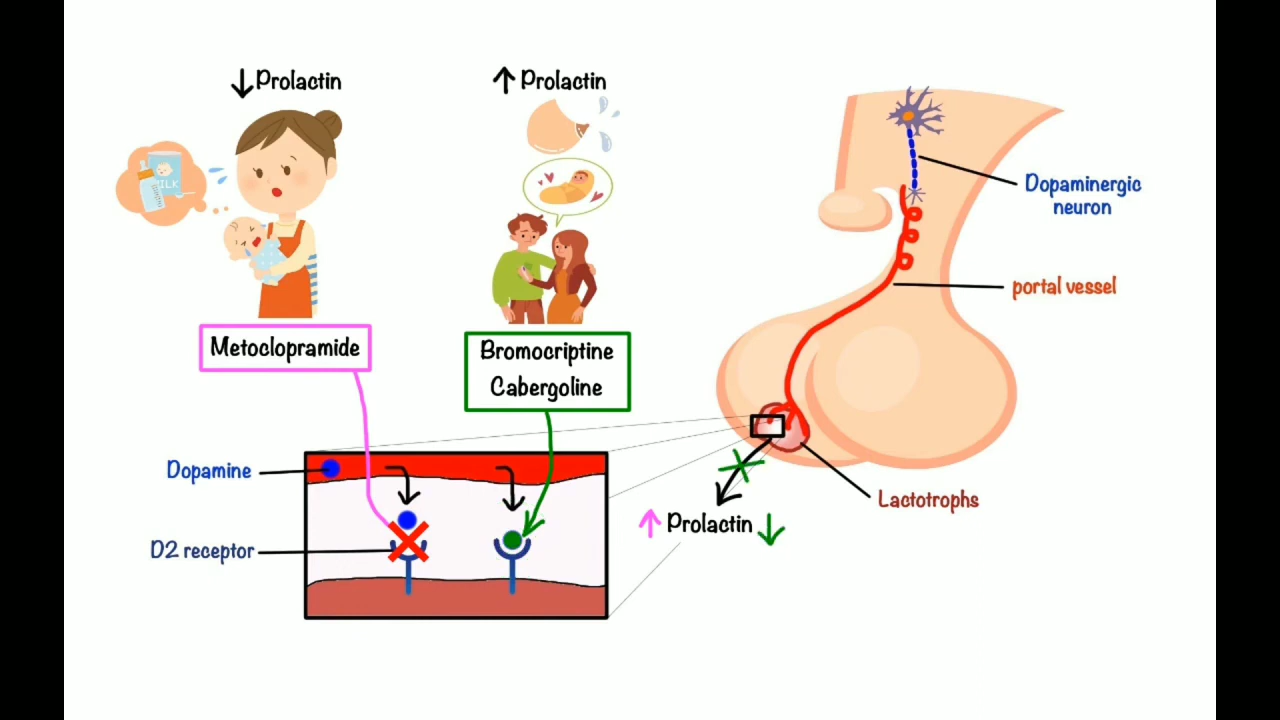 ↓ Prolactin
↑ Prolactin
MILK
Metoclopramide
Bromocriptine
Cabergoline
Dopaminergic
neuron
portal vessel
Dopamine
D2 receptor
Lactotrophs
↑ Prolactin ↓